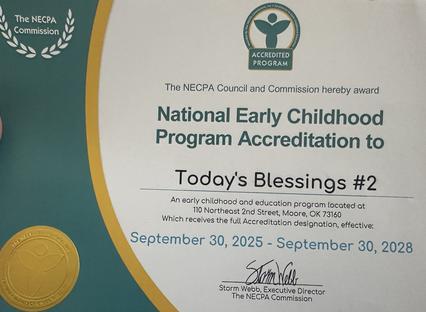 The NECPA
Commission
ACCREDITED
PROGRAM
The NECPA Council and Commission hereby award
National Early Childhood
Program Accreditation to
Today's Blessings #2
An early childhood and education program located at
110 Northeast 2nd Street, Moore, OK 73160
Which receives the full Accreditation designation, effective:
September 30, 2025 - September 30, 2028
Storm Webb
Storm Webb, Executive Director
The NECPA Commission